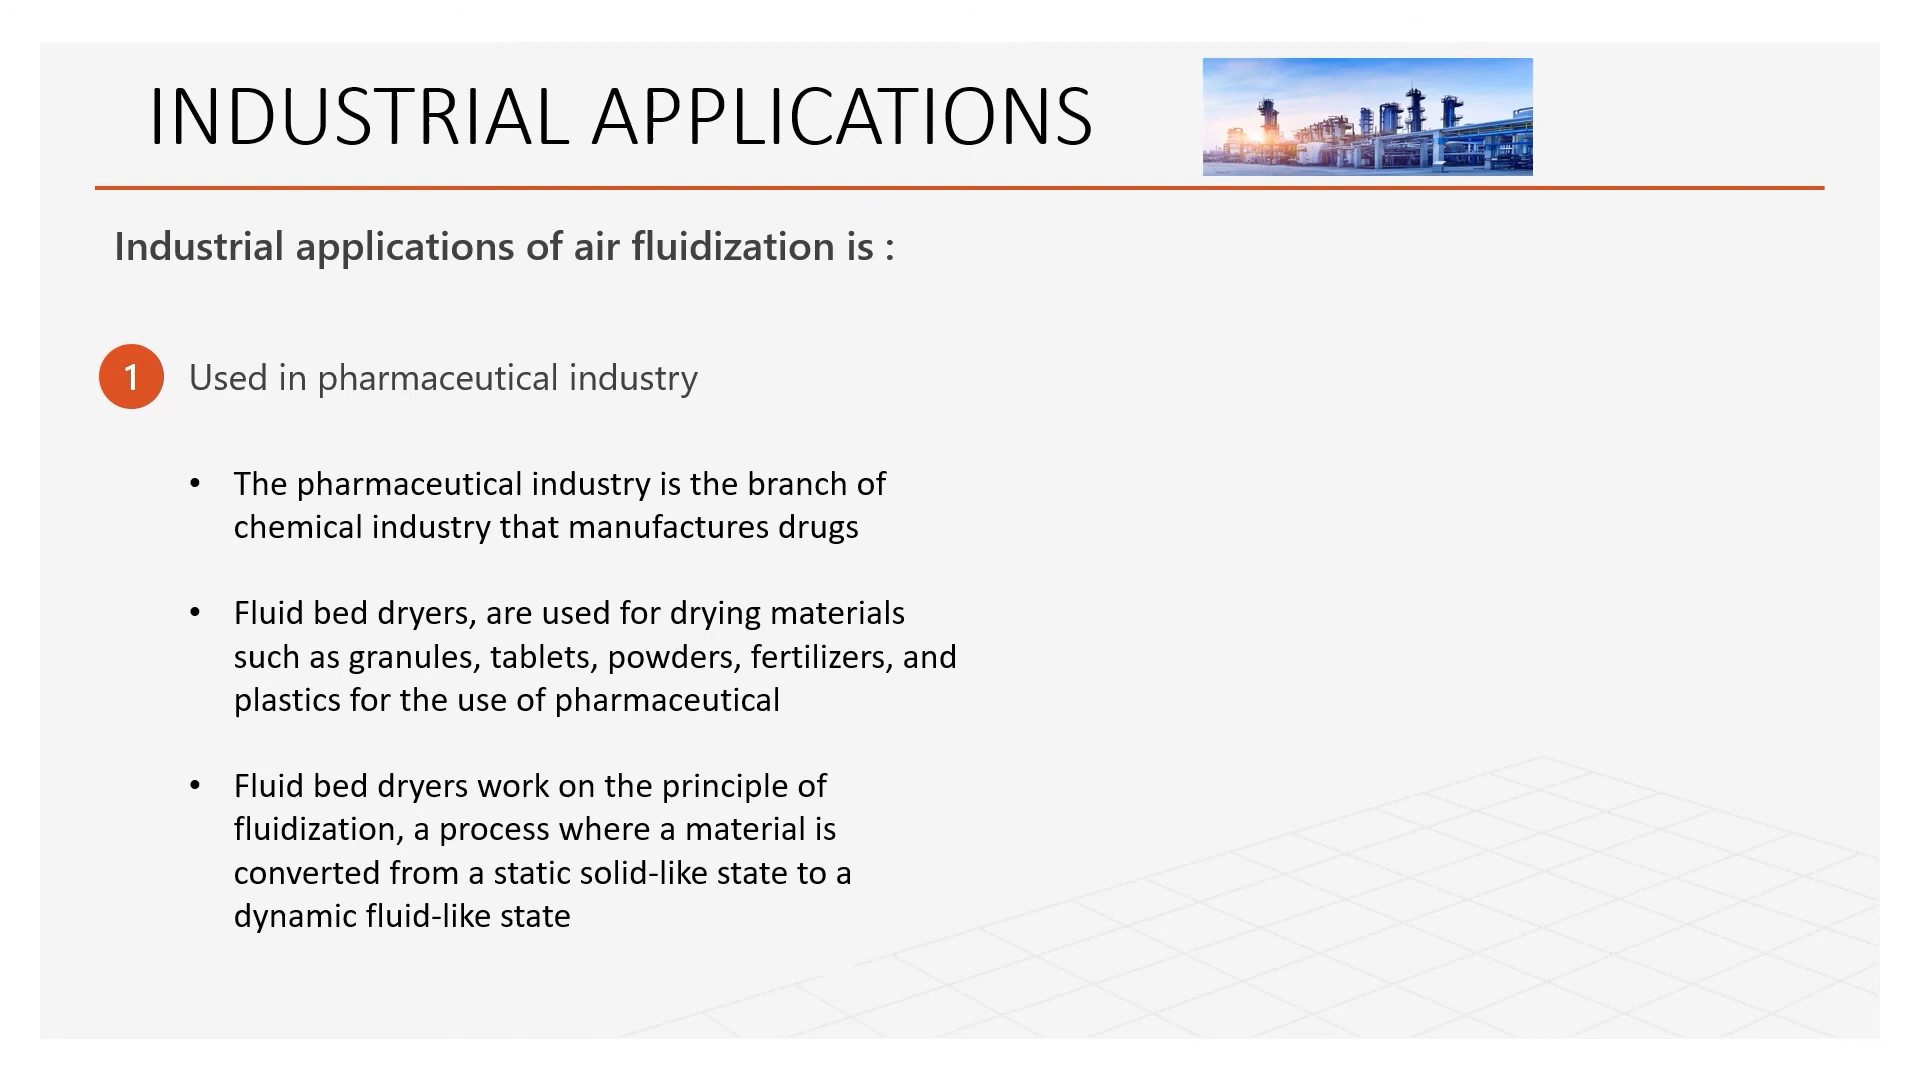 INDUSTRIAL APPLICATIONS
Industrial applications of air fluidization is :
1 Used in pharmaceutical industry
• The pharmaceutical industry is the branch of
chemical industry that manufactures drugs
• Fluid bed dryers, are used for drying materials
such as granules, tablets, powders, fertilizers, and
plastics for the use of pharmaceutical
• Fluid bed dryers work on the principle of
fluidization, a process where a material is
converted from a static solid-like state to a
dynamic fluid-like state